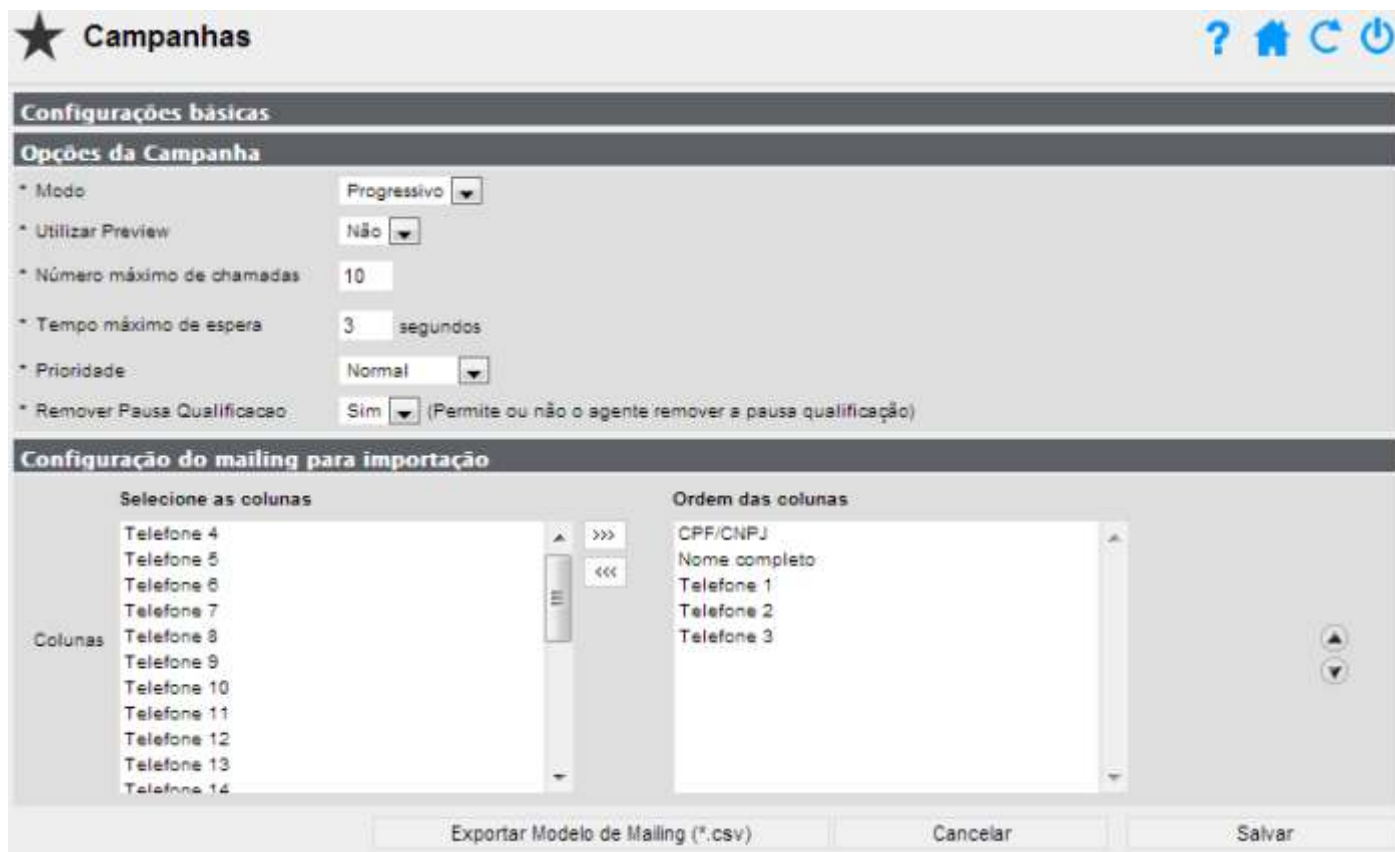 Campanhas
?
Configurações básicas
Opções da Campanha
* Modo Progressivo
* Utilizar Preview Não
* Número máximo de chamadas 10
* Tempo máximo de espera 3 segundos
* Prioridade Normal
* Remover Pausa Qualificacao Sim (Permite ou não o agente remover a pausa qualificação)
Configuração do mailing para importação
Selecione as colunas Ordem das colunas
Telefone 4 >>> CPF/CNPJ
Telefone 5 <<< Nome completo
Telefone 6 Telefone 1
Telefone 7 Telefone 2
Colunas Telefone 8 Telefone 3
Telefone 9
Telefone 10
Telefone 11
Telefone 12
Telefone 13
Telefone 14
Exportar Modelo de Mailing (*.csv) Cancelar Salvar